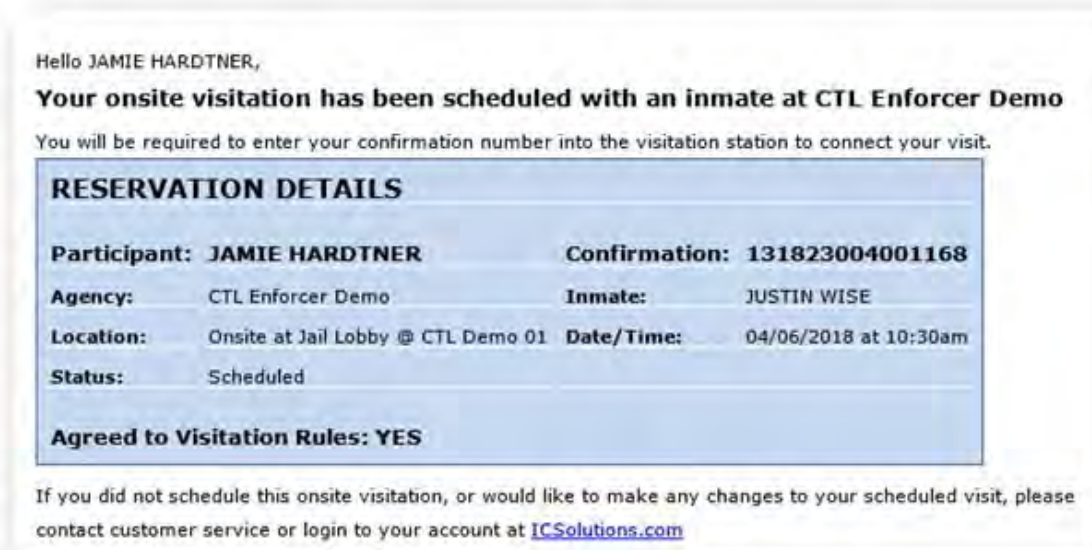 Hello JAMIE HARDTNER,
Your onsite visitation has been scheduled with an inmate at CTL Enforcer Demo
You will be required to enter your confirmation number into the visitation station to connect your visit.
RESERVATION DETAILS
Participant: JAMIE HARDTNER Confirmation: 131823004001168
Agency: CTL Enforcer Demo Inmate: JUSTIN WISE
Location: Onsite at Jail Lobby @ CTL Demo 01 Date/Time: 04/06/2018 at 10:30am
Status: Scheduled
Agreed to Visitation Rules: YES
If you did not schedule this onsite visitation, or would like to make any changes to your scheduled visit, please
contact customer service or login to your account at ICSolutions.com